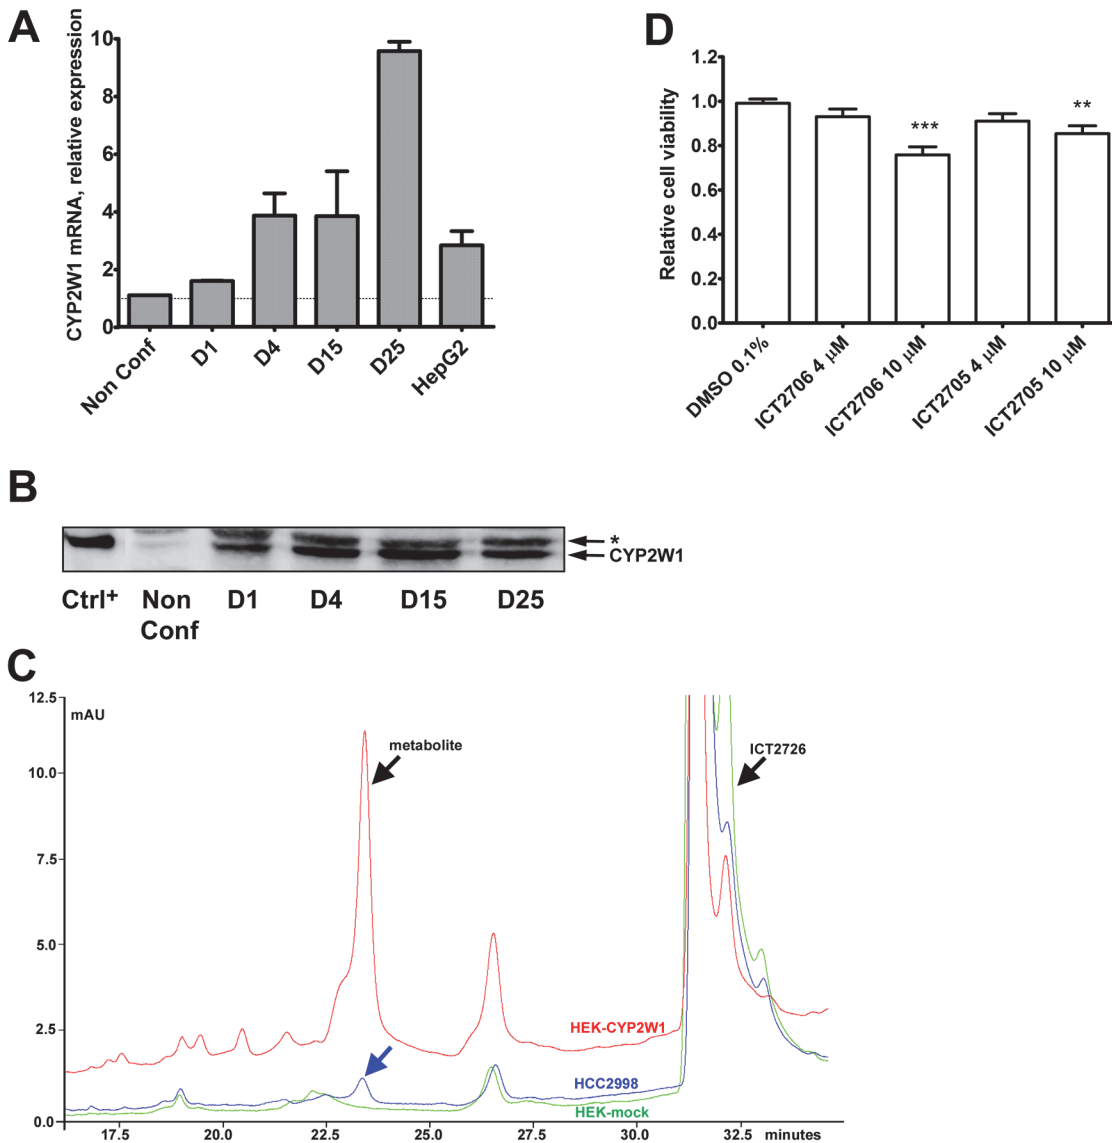 A
CYP2W1 mRNA, relative expression
10
8
6
4
2
0
Non Conf
D1
D4
D15
D25
HepG2
D
Relative cell viability
1.2
1.0
0.8
0.6
0.4
0.2
0.0
***
**
DMSO 0.1%
ICT2706 4 µM
ICT2706 10 µM
ICT2705 4 µM
ICT2705 10 µM
B
*
CYP2W1
Ctrl+
Non
Conf
D1
D4
D15
D25
C
12.5
mAU
10.0
7.5
5.0
2.5
0.0
metabolite
ICT2726
HEK-CYP2W1
HCC2998
HEK-mock
17.5
20.0
22.5
25.0
27.5
30.0
32.5
minutes